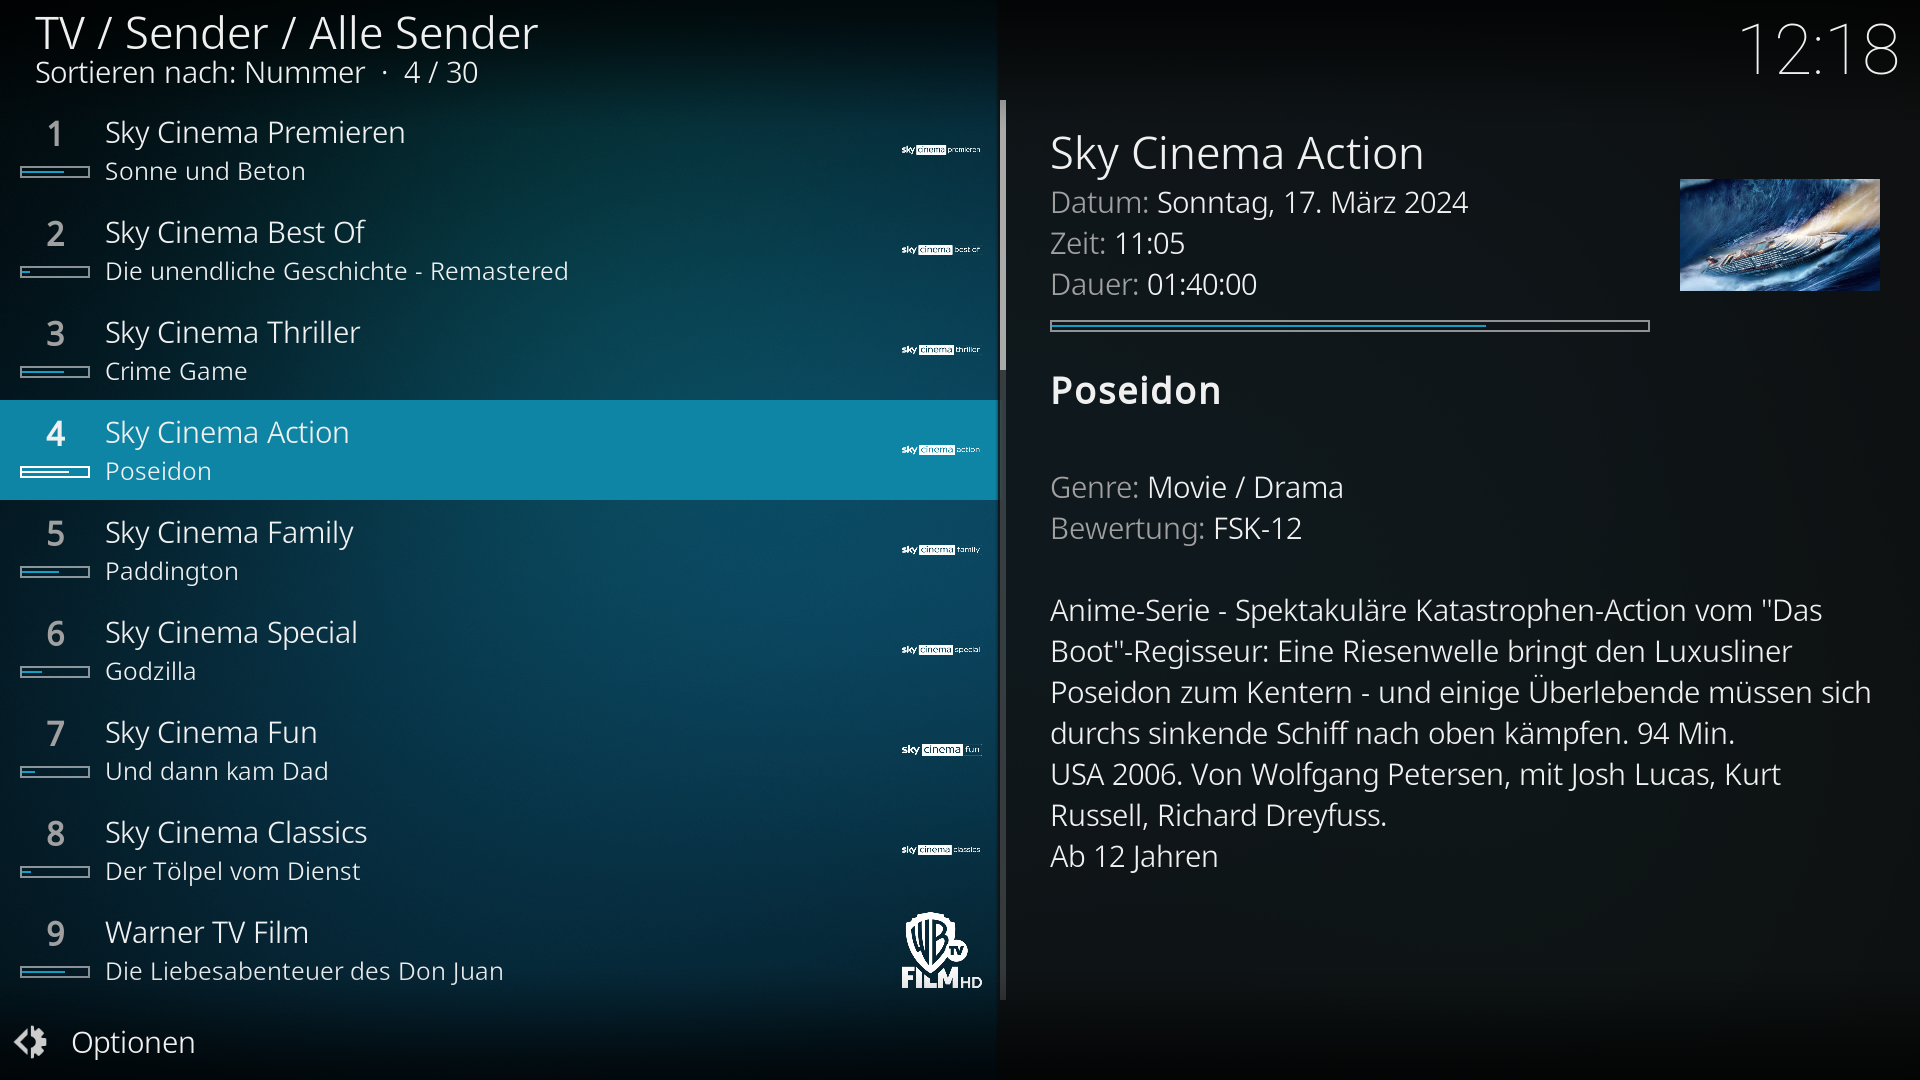 TV / Sender / Alle Sender
Sortieren nach: Nummer · 4 / 30
12:18
1 Sky Cinema Premieren
Sonne und Beton
sky cinema premieren
2 Sky Cinema Best Of
Die unendliche Geschichte - Remastered
sky cinema best of
3 Sky Cinema Thriller
Crime Game
sky cinema thriller
4 Sky Cinema Action
Poseidon
sky cinema action
5 Sky Cinema Family
Paddington
sky cinema family
6 Sky Cinema Special
Godzilla
sky cinema special
7 Sky Cinema Fun
Und dann kam Dad
sky cinema fun
8 Sky Cinema Classics
Der Tölpel vom Dienst
sky cinema classics
9 Warner TV Film
Die Liebesabenteuer des Don Juan
WB TV
FILM HD
Optionen
Sky Cinema Action
Datum: Sonntag, 17. März 2024
Zeit: 11:05
Dauer: 01:40:00
Poseidon
Genre: Movie / Drama
Bewertung: FSK-12
Anime-Serie - Spektakuläre Katastrophen-Action vom "Das
Boot"-Regisseur: Eine Riesenwelle bringt den Luxusliner
Poseidon zum Kentern - und einige Überlebende müssen sich
durchs sinkende Schiff nach oben kämpfen. 94 Min.
USA 2006. Von Wolfgang Petersen, mit Josh Lucas, Kurt
Russell, Richard Dreyfuss.
Ab 12 Jahren